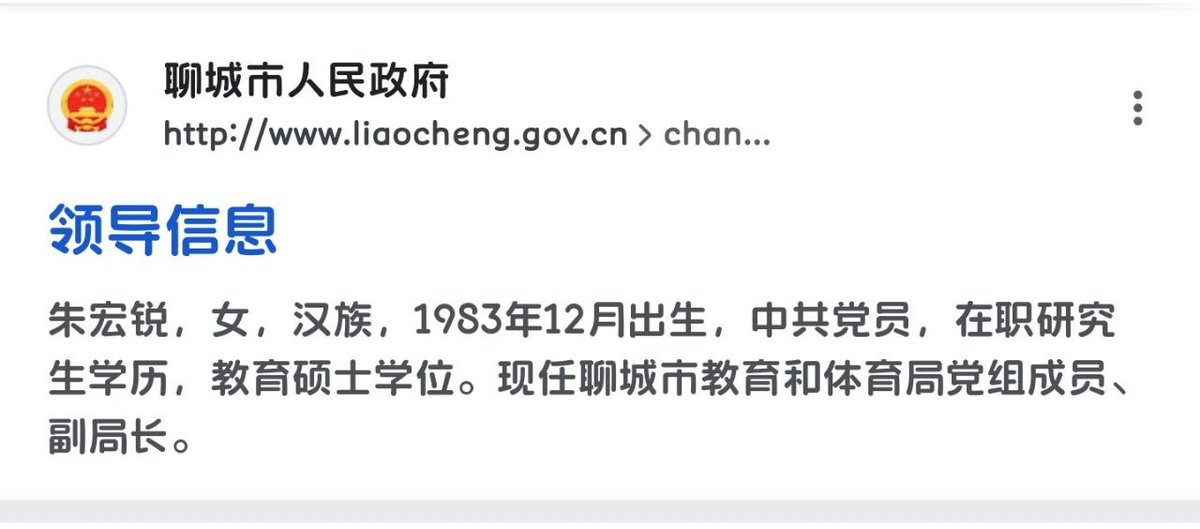 聊城市人民政府
http://www.liaocheng.gov.cn > chan...
领导信息
朱宏锐，女，汉族，1983年12月出生，中共党员，在职研究
生学历，教育硕士学位。现任聊城市教育和体育局党组成员、
副局长。